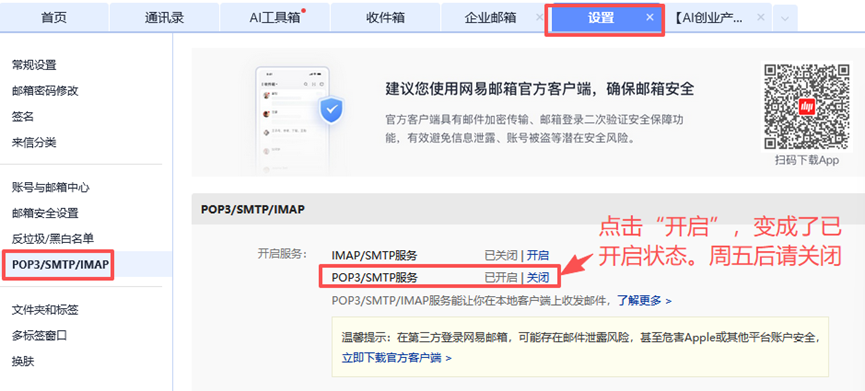 首页 通讯录 AI工具箱 收件箱 企业邮箱 × 设置 × 【AI创业产... ×
常规设置
邮箱密码修改
签名
来信分类
账号与邮箱中心
邮箱安全设置
反垃圾/黑白名单
POP3/SMTP/IMAP
文件夹和标签
多标签窗口
换肤
建议您使用网易邮箱官方客户端，确保邮箱安全
官方客户端具有邮件加密传输、邮箱登录二次验证安全保障功
能，有效避免信息泄露、账号被盗等潜在安全风险。
扫码下载App
POP3/SMTP/IMAP
点击“开启”，变成了已
开启状态。周五后请关闭
开启服务： IMAP/SMTP服务 已关闭 | 开启
POP3/SMTP服务 已开启 | 关闭
POP3/SMTP/IMAP服务能让你在本地客户端上收发邮件，了解更多 >
温馨提示：在第三方登录网易邮箱，可能存在邮件泄露风险，甚至危害Apple或其他平台账户安全，
立即下载官方客户端 >